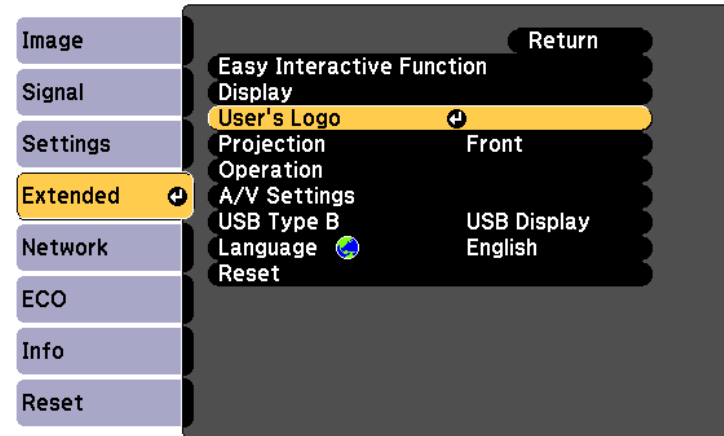 Image
Signal
Settings
Extended
Network
ECO
Info
Reset
Return
Easy Interactive Function
Display
User's Logo
Projection Front
Operation
A/V Settings
USB Type B USB Display
Language English
Reset